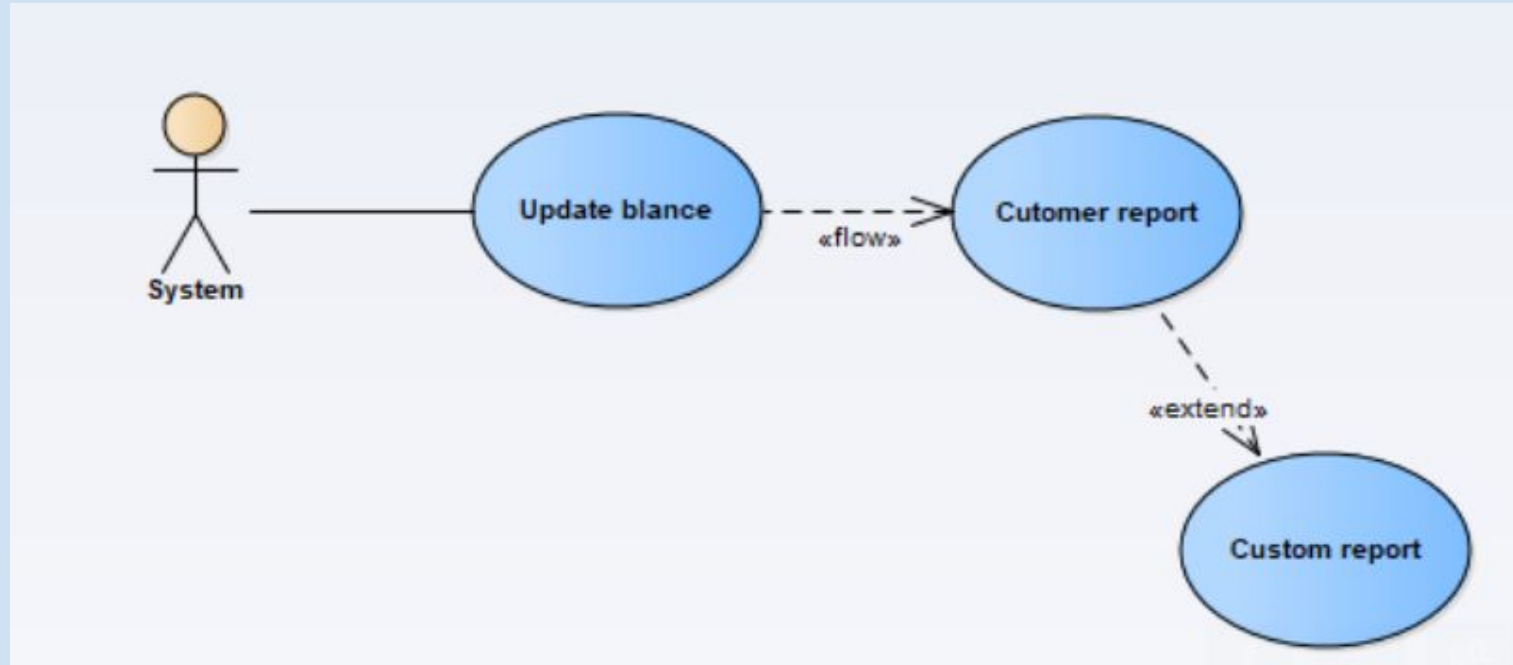 Update blance
«flow»
Cutomer report
System
«extend»
Custom report